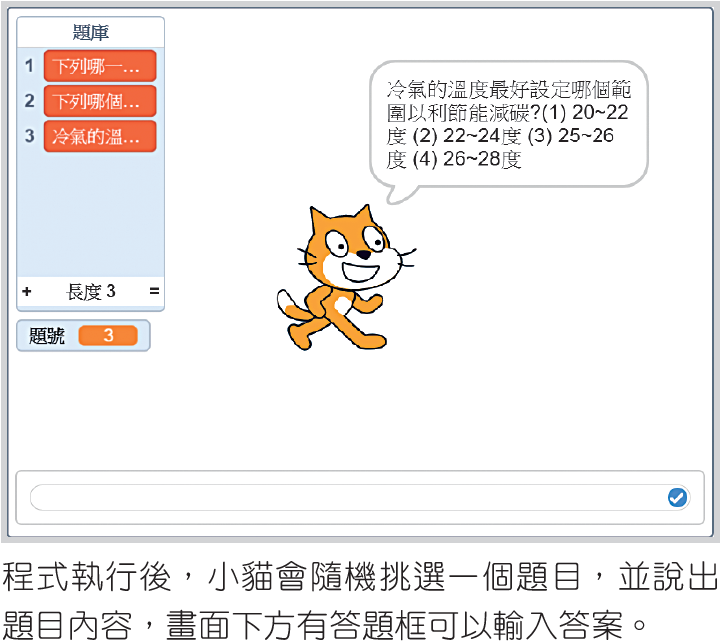 題庫
1 下列哪一...
2 下列哪個...
3 冷氣的溫...
+ 長度 3 =
題號 3
冷氣的溫度最好設定哪個範
圍以利節能減碳?(1) 20~22
度 (2) 22~24度 (3) 25~26
度 (4) 26~28度
程式執行後，小貓會隨機挑選一個題目，並說出
題目內容，畫面下方有答題框可以輸入答案。